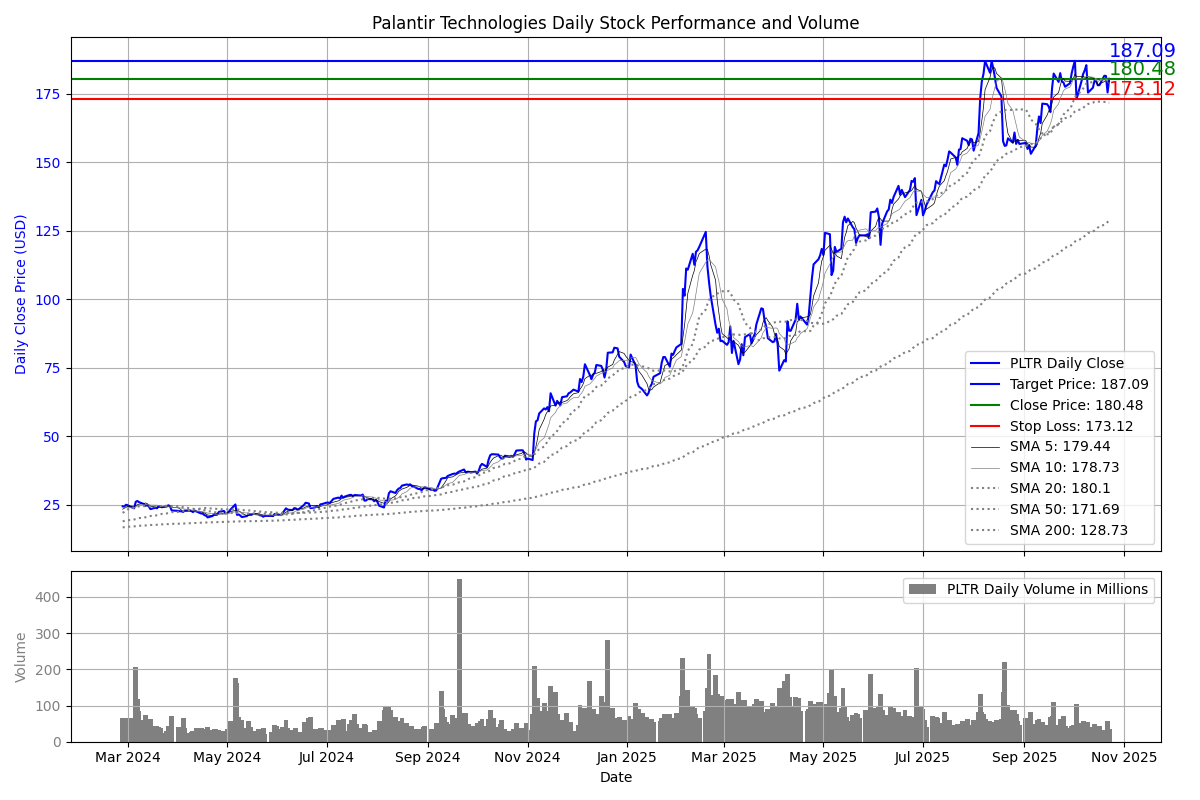 Palantir Technologies Daily Stock Performance and Volume
187.09
180.48
173.12
175
150
125
100
75
50
25
Daily Close Price (USD)
PLTR Daily Close
Target Price: 187.09
Close Price: 180.48
Stop Loss: 173.12
SMA 5: 179.44
SMA 10: 178.73
SMA 20: 180.1
SMA 50: 171.69
SMA 200: 128.73
PLTR Daily Volume in Millions
400
300
200
100
0
Volume
Mar 2024 May 2024 Jul 2024 Sep 2024 Nov 2024 Jan 2025 Mar 2025 May 2025 Jul 2025 Sep 2025 Nov 2025
Date